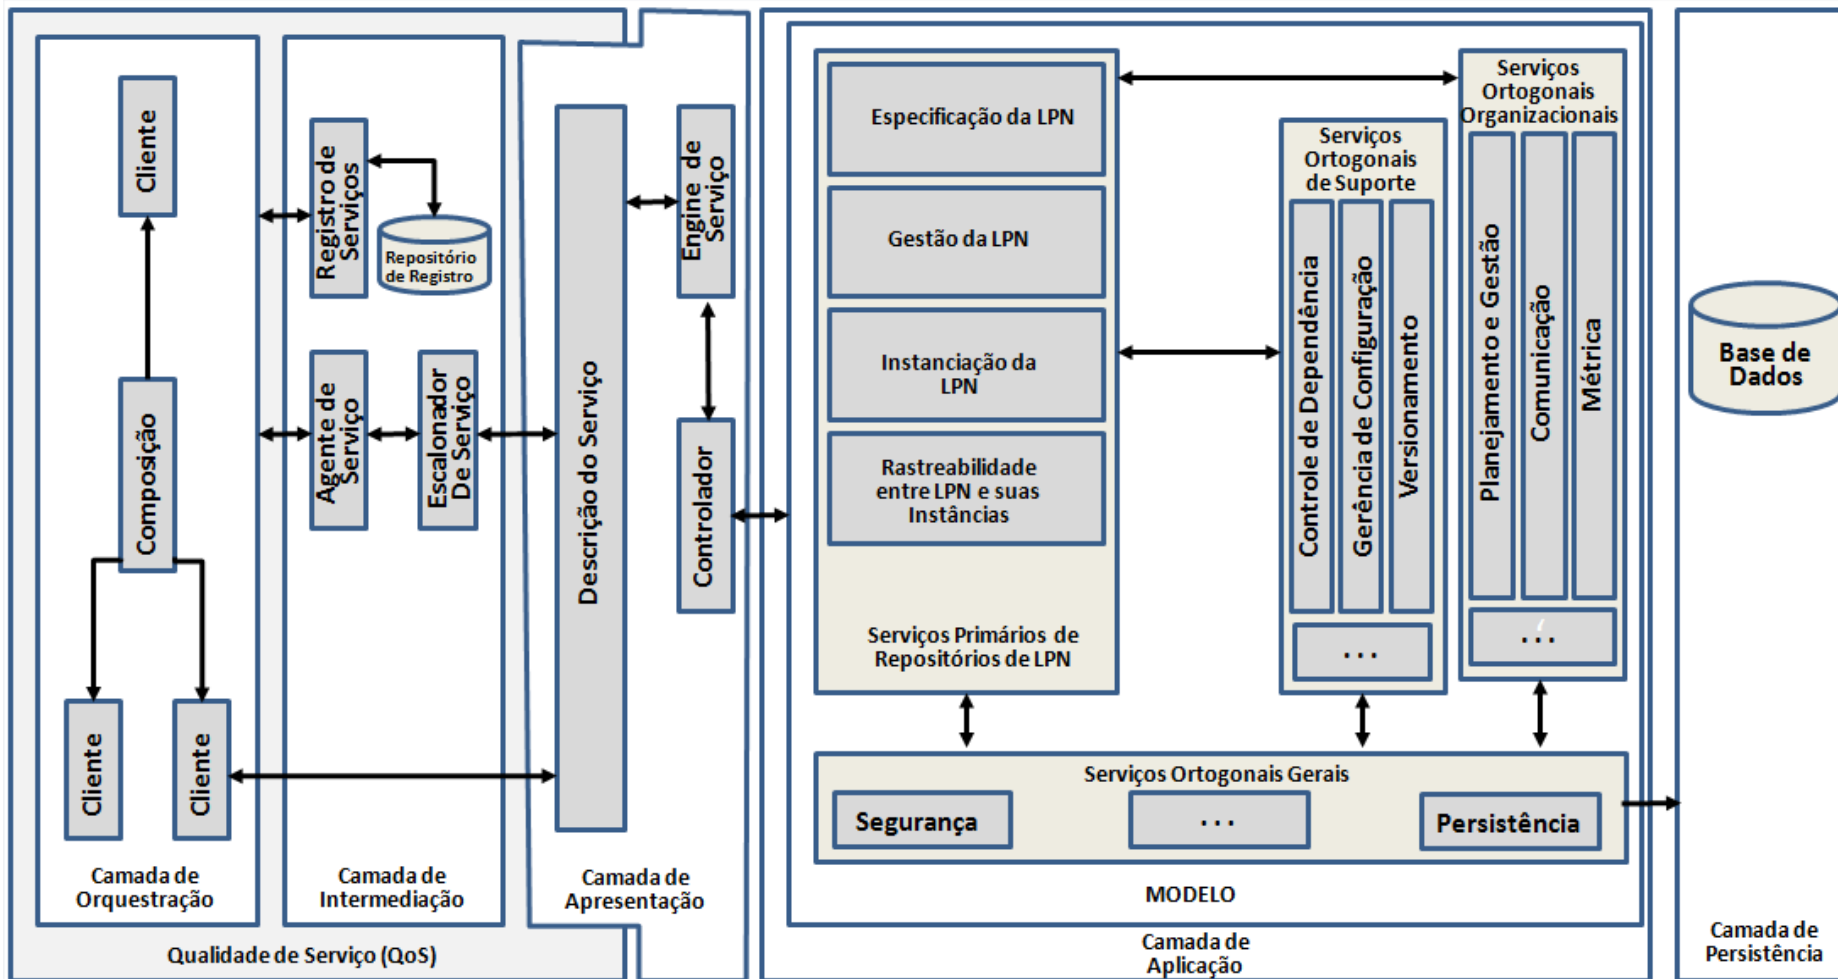 Cliente
Composição
Cliente
Cliente
Camada de
Orquestração
Registro de
Serviços
Repositório
de Registro
Agente de
Serviço
Escalonador
De Serviço
Camada de
Intermediação
Qualidade de Serviço (QoS)
Descrição do Serviço
Engine de
Serviço
Controlador
Camada de
Apresentação
Especificação da LPN
Gestão da LPN
Instanciação da
LPN
Rastreabilidade
entre LPN e suas
Instâncias
Serviços Primários de
Repositórios de LPN
Serviços
Ortogonais
de Suporte
Controle de Dependência
Gerência de Configuração
Versionamento
...
Serviços
Ortogonais
Organizacionais
Planejamento e Gestão
Comunicação
Métrica
...
Serviços Ortogonais Gerais
Segurança
...
Persistência
MODELO
Camada de
Aplicação
Base de
Dados
Camada de
Persistência